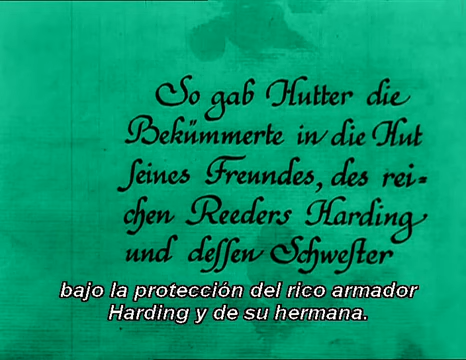 So gab Hutter die
Bekümmerte in die Hut
ſeines Freundes, des rei=
chen Reeders Harding
und deſſen Schweſter
bajo la protección del rico armador
Harding y de su hermana.